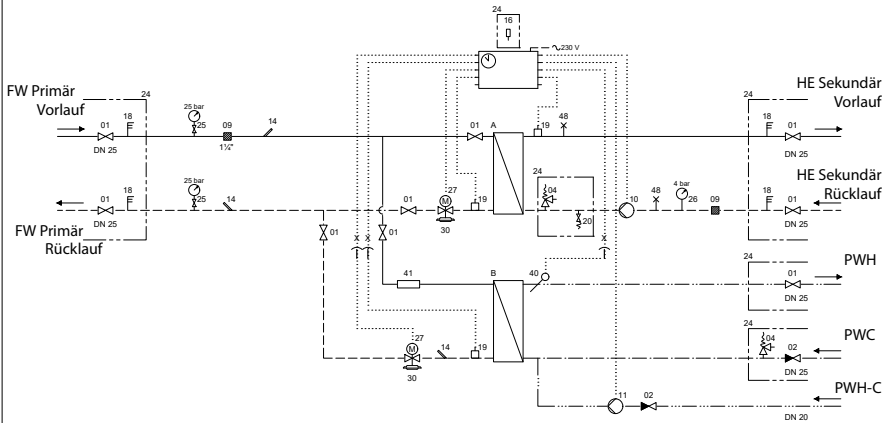 24
16
230 V
FW Primär
Vorlauf
HE Sekundär
Vorlauf
24
25 bar
24
01
18
25
09
14
01
A
19
48
18
01
DN 25
1¼"
DN 25
25 bar
27
24
4 bar
HE Sekundär
Rücklauf
01
18
25
14
01
M
19
04
10
48
26
09
18
01
DN 25
30
20
DN 25
FW Primär
Rücklauf
01
01
X
X
X
24
PWH
41
B
40
01
DN 25
24
PWC
27
14
19
04
02
M
30
DN 25
11
02
PWH-C
DN 20